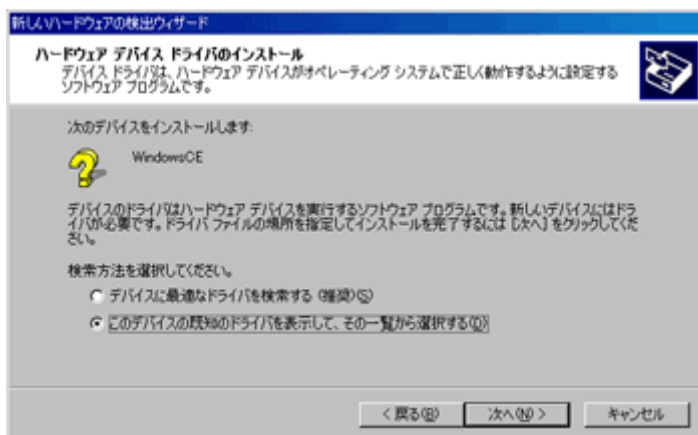 新しいハードウェアの検出ウィザード
ハードウェア デバイス ドライバのインストール
デバイス ドライバは、ハードウェア デバイスがオペレーティング システムで正しく動作するように設定する
ソフトウェア プログラムです。
次のデバイスをインストールします:
WindowsCE
デバイスのドライバはハードウェア デバイスを実行するソフトウェア プログラムです。新しいデバイスにはドラ
イバが必要です。ドライバ ファイルの場所を指定してインストールを完了するには [次へ] をクリックしてくだ
さい。
検索方法を選択してください。
デバイスに最適なドライバを検索する (推奨)(S)
このデバイスの既知のドライバを表示して、その一覧から選択する(D)
< 戻る(B)
次へ(N) >
キャンセル